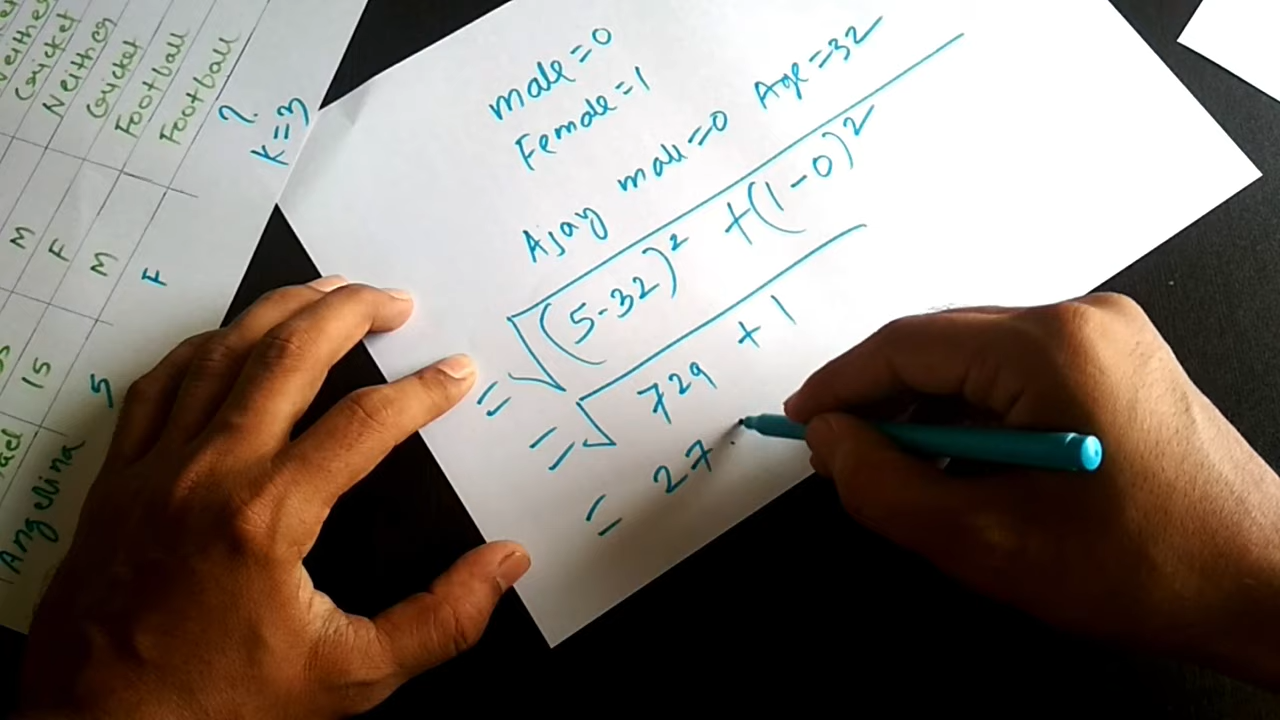 Cricket
Neither
Cricket
Football
Football
?
K=3
M
F
M
F
15
5
Angelina
male=0
Female=1
Ajay male=0 Age=32
=√(5-32)² +(1-0)²
=√729 + 1
= 27.